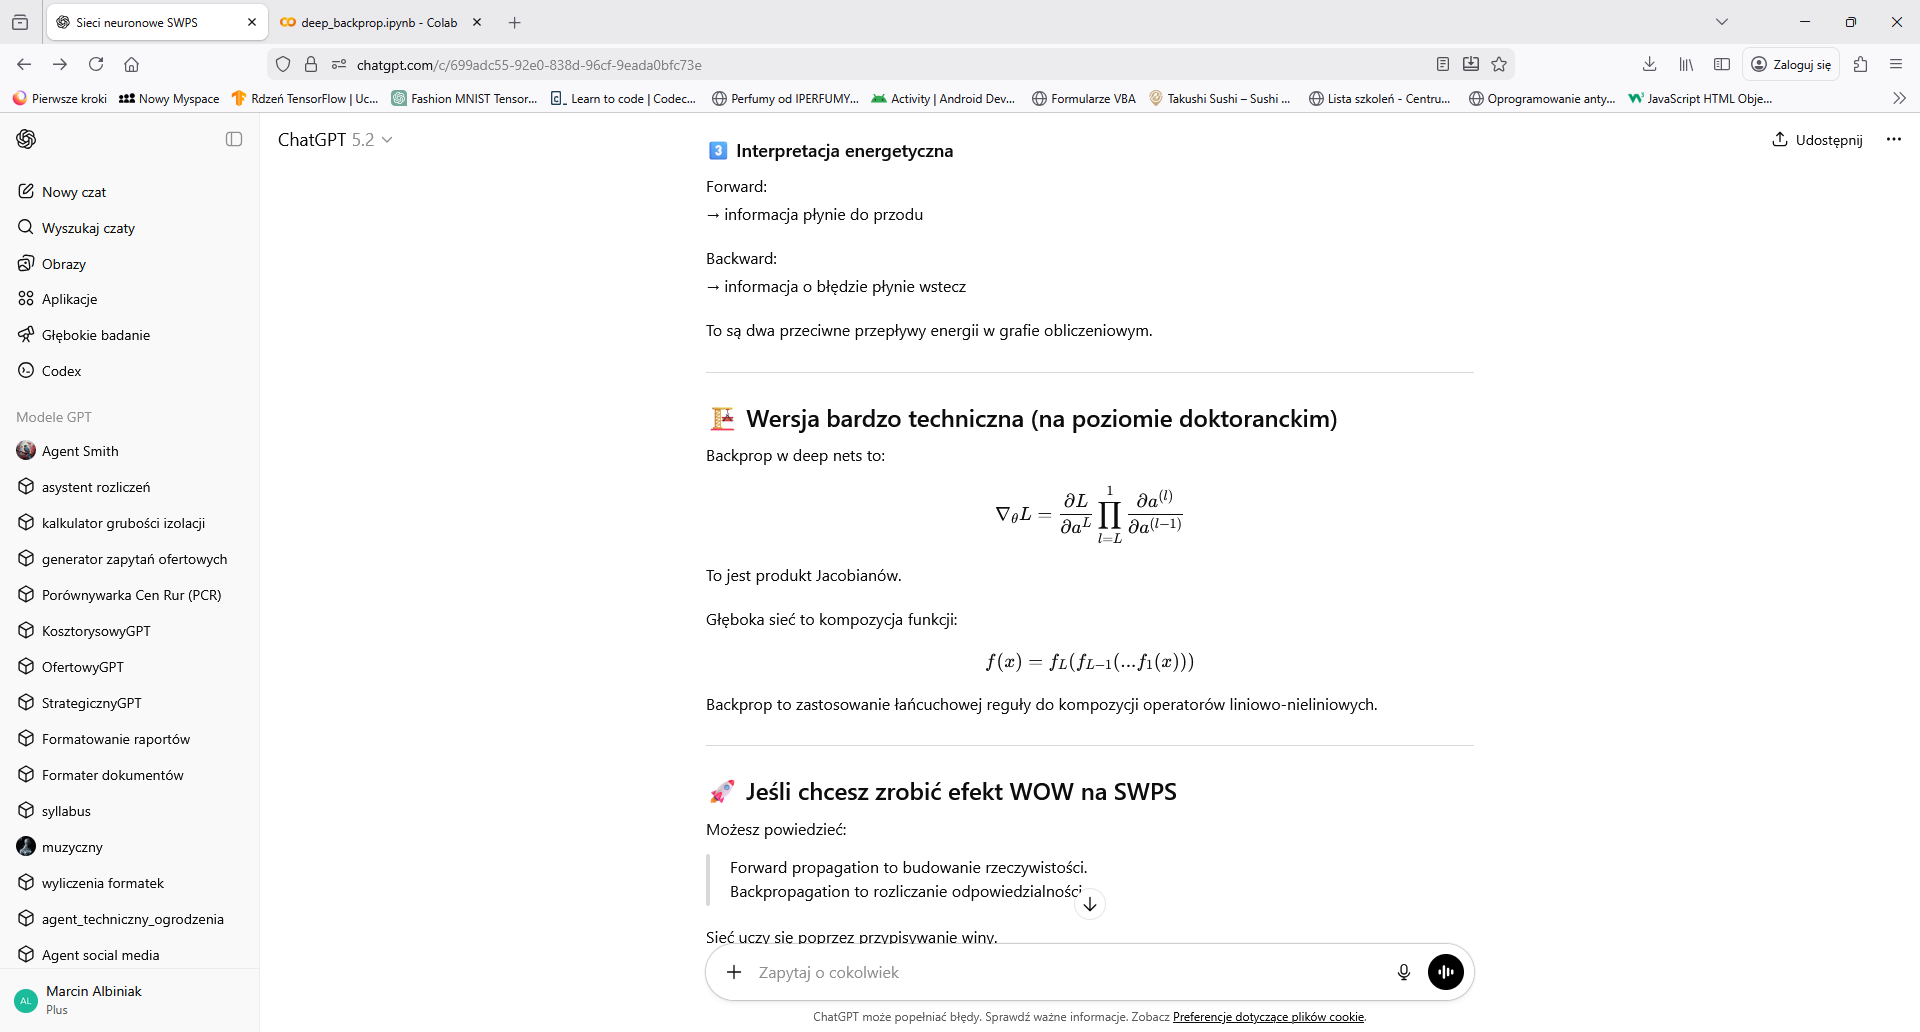 Sieci neuronowe SWPS
deep_backprop.ipynb - Colab
chatgpt.com/c/699adc55-92e0-838d-96cf-9eada0bfc73e
Zaloguj się
Pierwsze kroki
Nowy Myspace
Rdzeń TensorFlow | Uc...
Fashion MNIST Tensor...
Learn to code | Codec...
Perfumy od IPERFUMY...
Activity | Android Dev...
Formularze VBA
Takushi Sushi – Sushi ...
Lista szkoleń - Centru...
Oprogramowanie anty...
JavaScript HTML Obje...
ChatGPT 5.2
Udostępnij
Nowy czat
Wyszukaj czaty
Obrazy
Aplikacje
Głębokie badanie
Codex
Modele GPT
Agent Smith
asystent rozliczeń
kalkulator grubości izolacji
generator zapytań ofertowych
Porównywarka Cen Rur (PCR)
KosztorysowyGPT
OfertowyGPT
StrategicznyGPT
Formatowanie raportów
Formater dokumentów
syllabus
muzyczny
wyliczenia formatek
agent_techniczny_ogrodzenia
Agent social media
AL
Marcin Albiniak
Plus
3 Interpretacja energetyczna
Forward:
→ informacja płynie do przodu
Backward:
→ informacja o błędzie płynie wstecz
To są dwa przeciwne przepływy energii w grafie obliczeniowym.
Wersja bardzo techniczna (na poziomie doktoranckim)
Backprop w deep nets to:
∇_θ L = ∂L/∂a^L ∏_{l=L}^{1} ∂a^(l)/∂a^(l−1)
To jest produkt Jacobianów.
Głęboka sieć to kompozycja funkcji:
f(x) = f_L(f_{L−1}(...f_1(x)))
Backprop to zastosowanie łańcuchowej reguły do kompozycji operatorów liniowo-nieliniowych.
Jeśli chcesz zrobić efekt WOW na SWPS
Możesz powiedzieć:
Forward propagation to budowanie rzeczywistości.
Backpropagation to rozliczanie odpowiedzialności
Sieć uczy się poprzez przypisywanie winy.
Zapytaj o cokolwiek
ChatGPT może popełniać błędy. Sprawdź ważne informacje. Zobacz Preferencje dotyczące plików cookie.